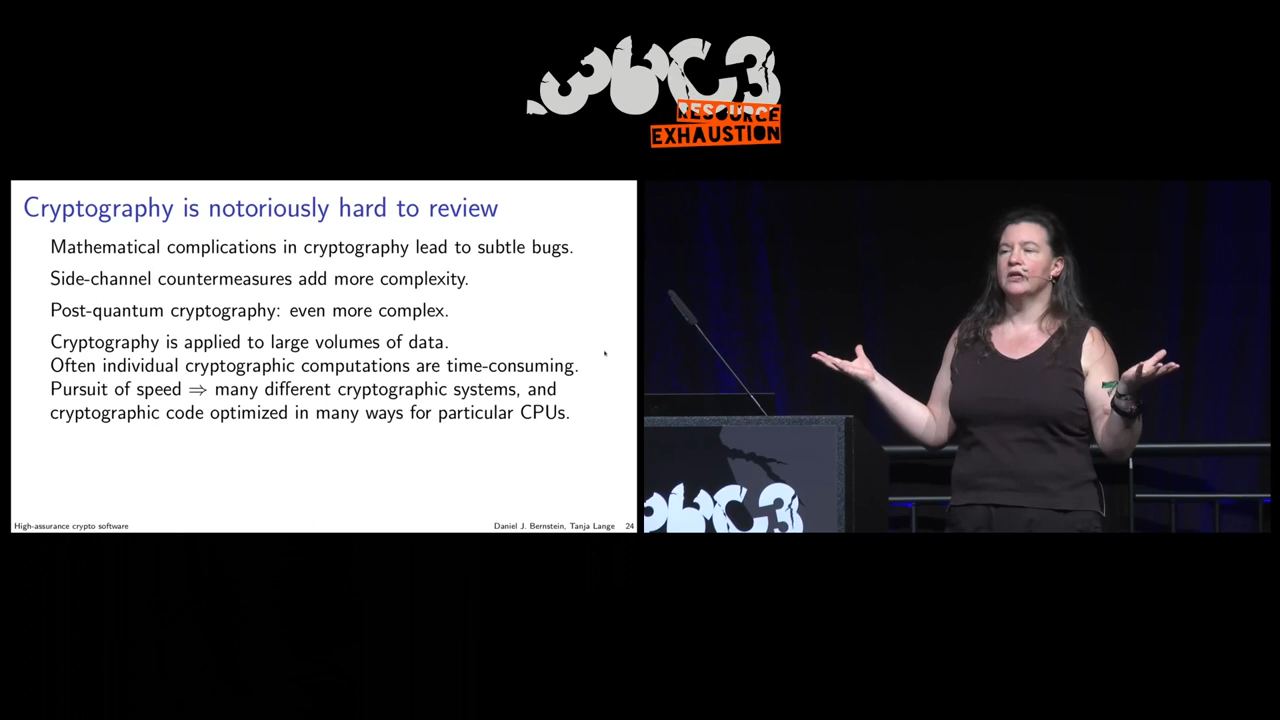 36C3
RESOURCE
EXHAUSTION
Cryptography is notoriously hard to review
Mathematical complications in cryptography lead to subtle bugs.
Side-channel countermeasures add more complexity.
Post-quantum cryptography: even more complex.
Cryptography is applied to large volumes of data.
Often individual cryptographic computations are time-consuming.
Pursuit of speed ⇒ many different cryptographic systems, and
cryptographic code optimized in many ways for particular CPUs.
High-assurance crypto software
Daniel J. Bernstein, Tanja Lange 24
36C3